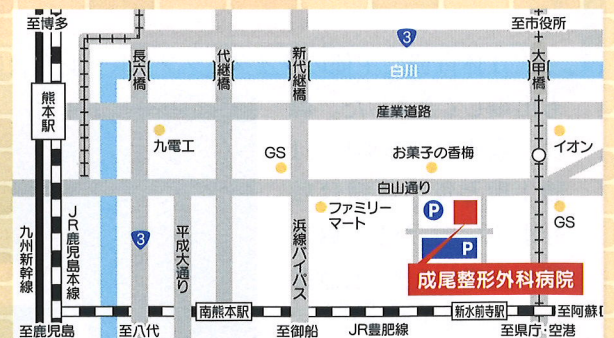 至博多
至市役所
3
長六橋
代継橋
新代継橋
白川
大甲橋
熊本駅
産業道路
九電工
GS
お菓子の香梅
イオン
白山通り
九州新幹線
JR鹿児島本線
3
平成大通り
浜線バイパス
ファミリー
マート
P
P
GS
成尾整形外科病院
南熊本駅
新水前寺駅
至阿蘇
至鹿児島
至八代
至御船
JR豊肥線
至県庁・空港